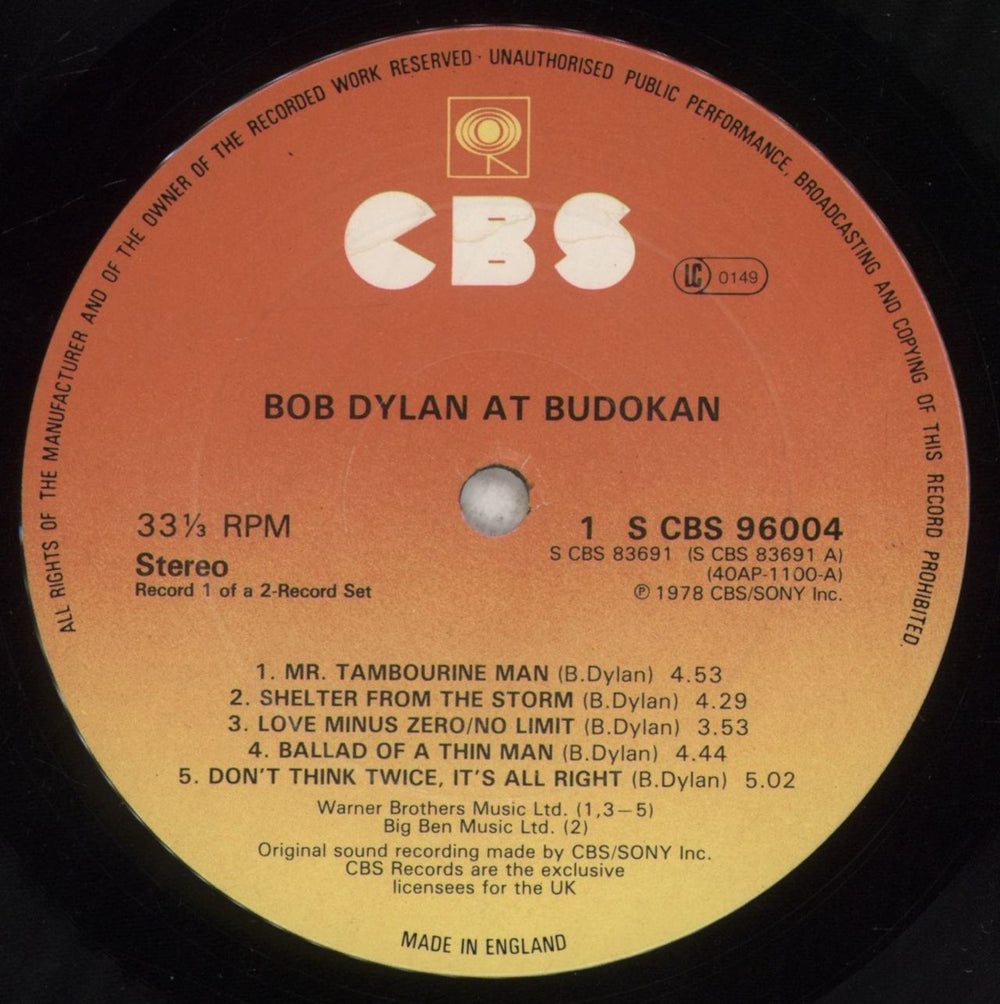 ALL RIGHTS OF THE MANUFACTURER AND OF THE OWNER OF THE RECORDED WORK RESERVED · UNAUTHORISED PUBLIC PERFORMANCE, BROADCASTING AND COPYING OF THIS RECORD PROHIBITED.
CBS
LC 0149
BOB DYLAN AT BUDOKAN
33⅓ RPM
Stereo
Record 1 of a 2-Record Set
1 S CBS 96004
S CBS 83691 (S CBS 83691 A)
(40AP-1100-A)
℗ 1978 CBS/SONY Inc.
1. MR. TAMBOURINE MAN (B.Dylan) 4.53
2. SHELTER FROM THE STORM (B.Dylan) 4.29
3. LOVE MINUS ZERO/NO LIMIT (B.Dylan) 3.53
4. BALLAD OF A THIN MAN (B.Dylan) 4.44
5. DON'T THINK TWICE, IT'S ALL RIGHT (B.Dylan) 5.02
Warner Brothers Music Ltd. (1,3–5)
Big Ben Music Ltd. (2)
Original sound recording made by CBS/SONY Inc.
CBS Records are the exclusive
licensees for the UK
MADE IN ENGLAND